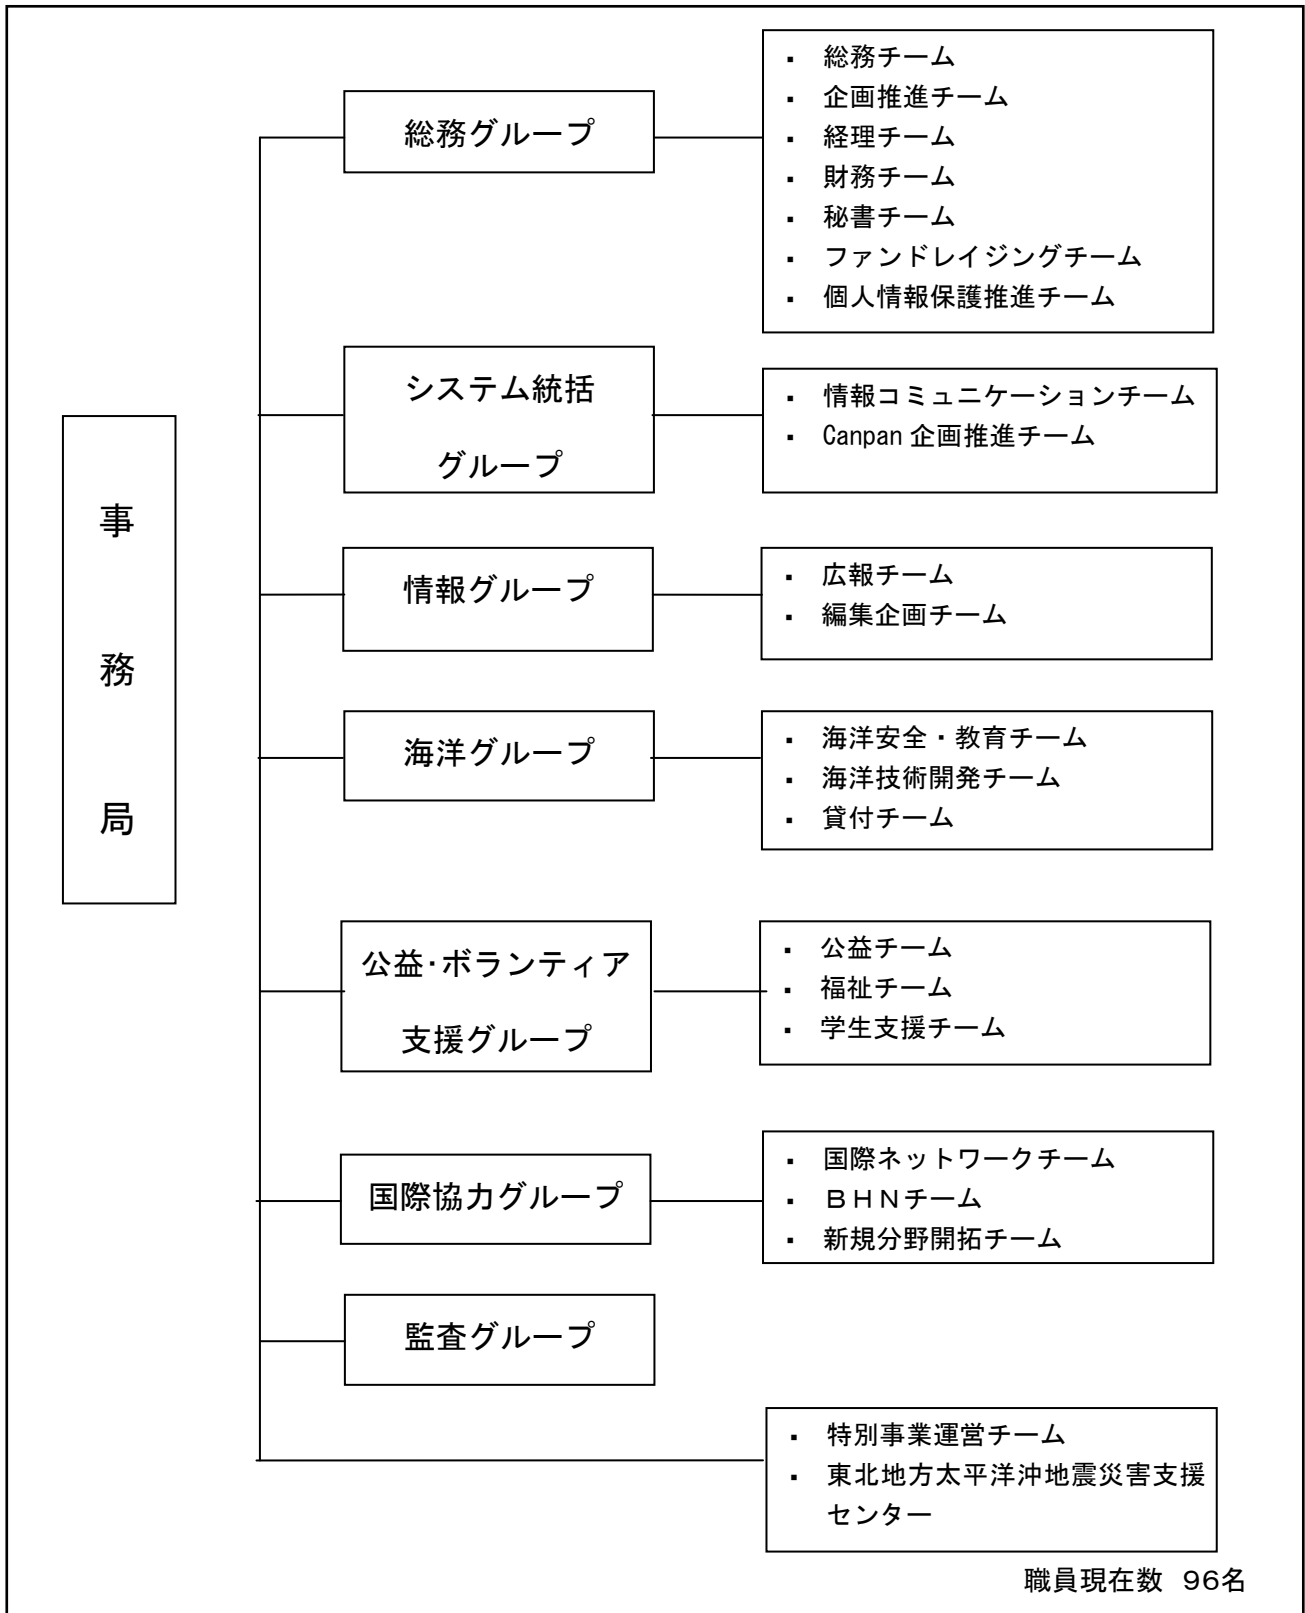 事
務
局
総務グループ
・ 総務チーム
・ 企画推進チーム
・ 経理チーム
・ 財務チーム
・ 秘書チーム
・ ファンドレイジングチーム
・ 個人情報保護推進チーム
システム統括
グループ
・ 情報コミュニケーションチーム
・ Canpan 企画推進チーム
情報グループ
・ 広報チーム
・ 編集企画チーム
海洋グループ
・ 海洋安全・教育チーム
・ 海洋技術開発チーム
・ 貸付チーム
公益・ボランティア
支援グループ
・ 公益チーム
・ 福祉チーム
・ 学生支援チーム
国際協力グループ
・ 国際ネットワークチーム
・ ＢＨＮチーム
・ 新規分野開拓チーム
監査グループ
・ 特別事業運営チーム
・ 東北地方太平洋沖地震災害支援
センター
職員現在数 96名